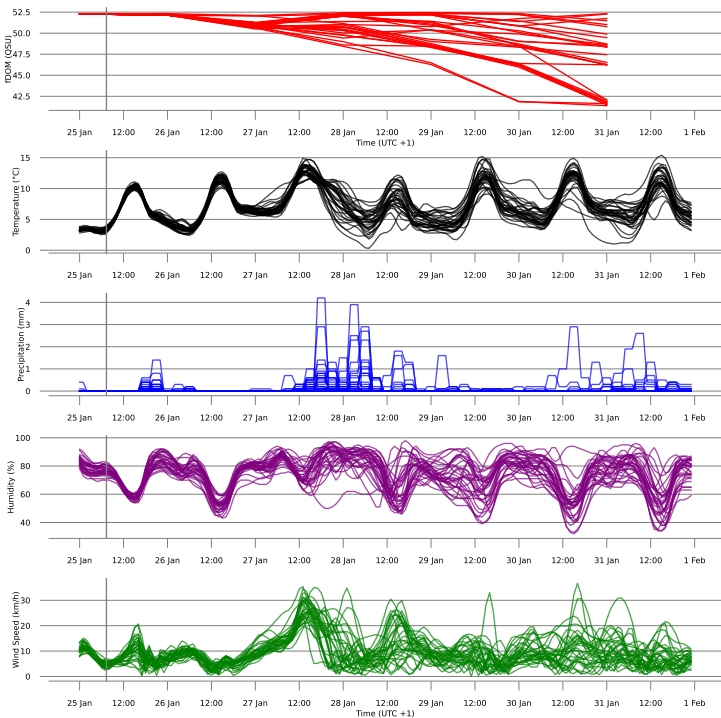 52.5
50.0
47.5
45.0
42.5
fDOM (QSU)
25 Jan 12:00 26 Jan 12:00 27 Jan 12:00 28 Jan 12:00 29 Jan 12:00 30 Jan 12:00 31 Jan 12:00 1 Feb
Time (UTC +1)
15
10
5
0
Temperature (°C)
25 Jan 12:00 26 Jan 12:00 27 Jan 12:00 28 Jan 12:00 29 Jan 12:00 30 Jan 12:00 31 Jan 12:00 1 Feb
4
3
2
1
0
Precipitation (mm)
25 Jan 12:00 26 Jan 12:00 27 Jan 12:00 28 Jan 12:00 29 Jan 12:00 30 Jan 12:00 31 Jan 12:00 1 Feb
100
80
60
40
Humidity (%)
25 Jan 12:00 26 Jan 12:00 27 Jan 12:00 28 Jan 12:00 29 Jan 12:00 30 Jan 12:00 31 Jan 12:00 1 Feb
30
20
10
0
Wind Speed (km/h)
25 Jan 12:00 26 Jan 12:00 27 Jan 12:00 28 Jan 12:00 29 Jan 12:00 30 Jan 12:00 31 Jan 12:00 1 Feb
Time (UTC +1)